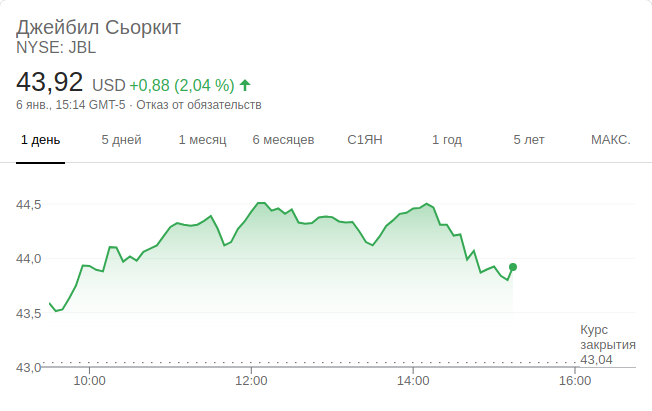 Джейбил Сьоркит
NYSE: JBL
43,92 USD +0,88 (2,04 %)
6 янв., 15:14 GMT-5 · Отказ от обязательств
1 день 5 дней 1 месяц 6 месяцев С1ЯН 1 год 5 лет МАКС.
44,5
44,0
43,5
Курс
закрытия
43,04
43,0
10:00 12:00 14:00 16:00